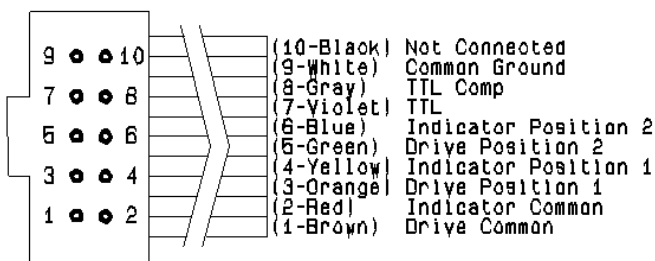 9 10
7 8
5 6
3 4
1 2
(10-Black) Not Connected
(9-White) Common Ground
(8-Gray) TTL Comp
(7-Violet) TTL
(6-Blue) Indicator Position 2
(5-Green) Drive Position 2
(4-Yellow) Indicator Position 1
(3-Orange) Drive Position 1
(2-Red) Indicator Common
(1-Brown) Drive Common